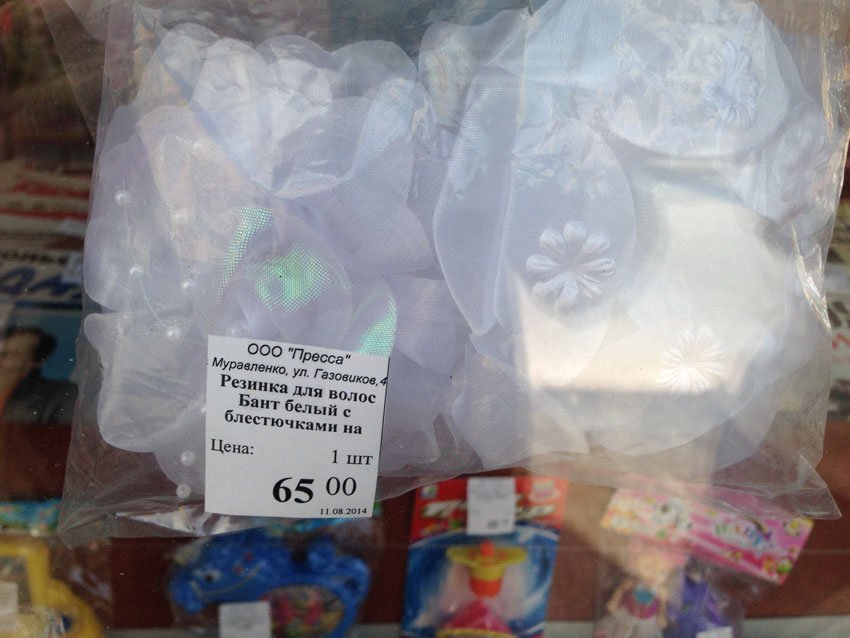 ООО "Пресса"
: Муравленко, ул. Газовиков,4
Резинка для волос
Бант белый с
блестючками на
Цена:
1 шт
65 00
11.08.2014